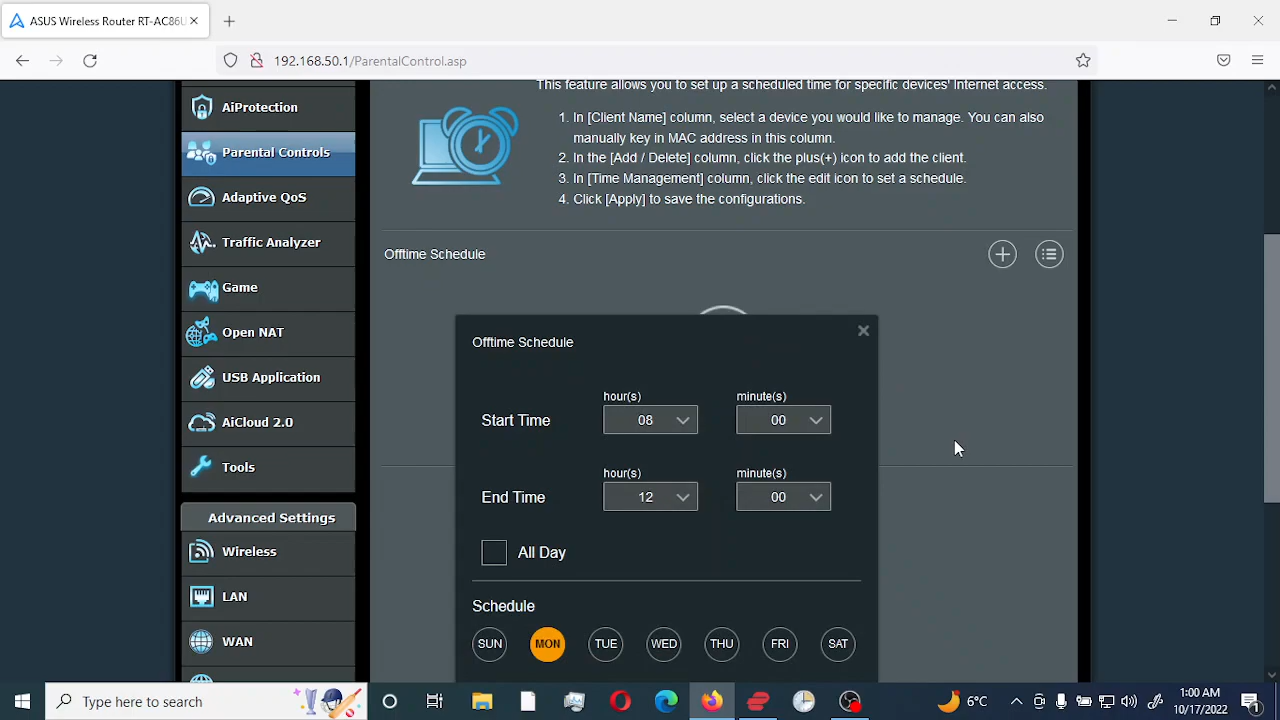 ASUS Wireless Router RT-AC86U
192.168.50.1/ParentalControl.asp
AiProtection
Parental Controls
Adaptive QoS
Traffic Analyzer
Game
Open NAT
USB Application
AiCloud 2.0
Tools
Advanced Settings
Wireless
LAN
WAN
This feature allows you to set up a scheduled time for specific devices' Internet access.
1. In [Client Name] column, select a device you would like to manage. You can also
manually key in MAC address in this column.
2. In the [Add / Delete] column, click the plus(+) icon to add the client.
3. In [Time Management] column, click the edit icon to set a schedule.
4. Click [Apply] to save the configurations.
Offtime Schedule
Offtime Schedule
hour(s) minute(s)
Start Time 08 00
hour(s) minute(s)
End Time 12 00
All Day
Schedule
SUN MON TUE WED THU FRI SAT
Type here to search
6°C
1:00 AM
10/17/2022
1